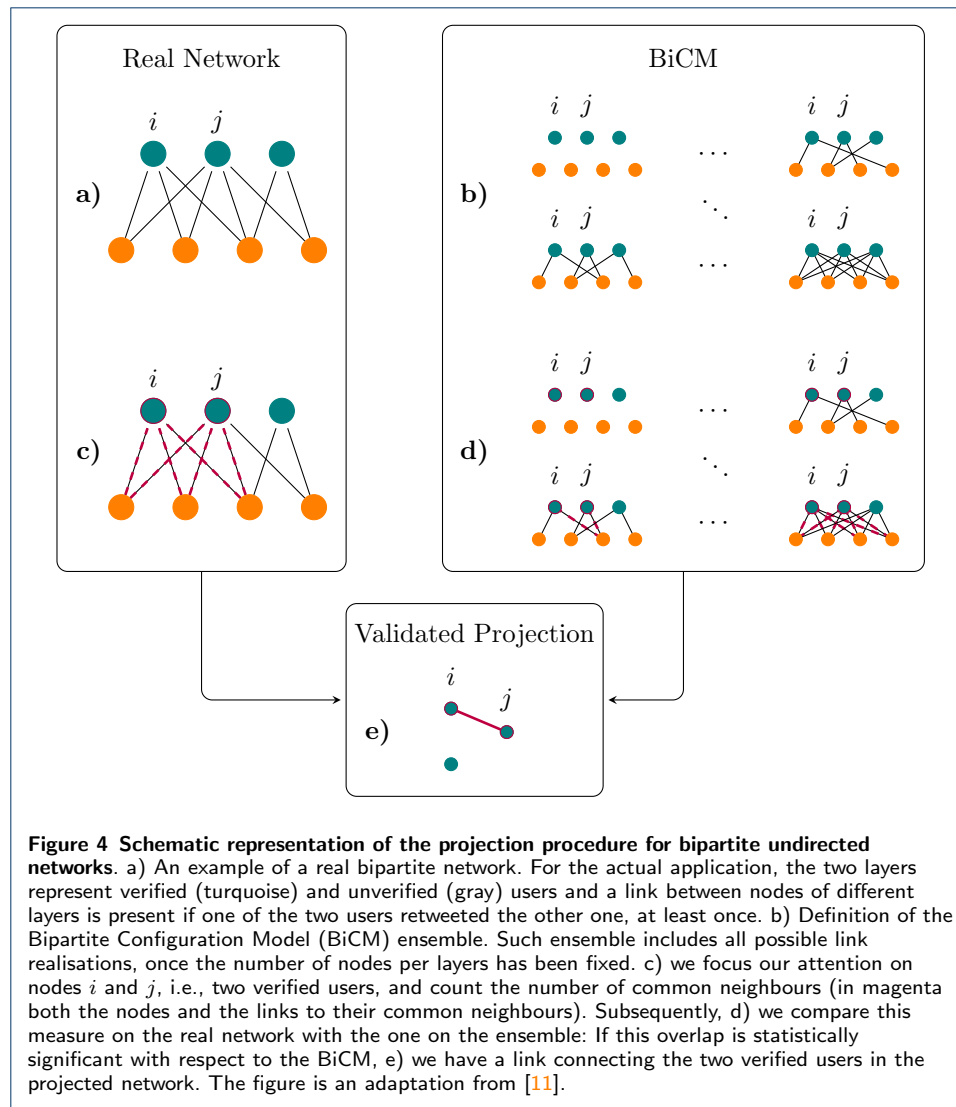 Real Network
BiCM
i j
a)
i j
. . .
i j
b)
i j
. . .
i j
i j
c)
i j
. . .
i j
d)
i j
. . .
i j
Validated Projection
i
j
e)
Figure 4 Schematic representation of the projection procedure for bipartite undirected
networks. a) An example of a real bipartite network. For the actual application, the two layers
represent verified (turquoise) and unverified (gray) users and a link between nodes of different
layers is present if one of the two users retweeted the other one, at least once. b) Definition of the
Bipartite Configuration Model (BiCM) ensemble. Such ensemble includes all possible link
realisations, once the number of nodes per layers has been fixed. c) we focus our attention on
nodes i and j, i.e., two verified users, and count the number of common neighbours (in magenta
both the nodes and the links to their common neighbours). Subsequently, d) we compare this
measure on the real network with the one on the ensemble: If this overlap is statistically
significant with respect to the BiCM, e) we have a link connecting the two verified users in the
projected network. The figure is an adaptation from [11].